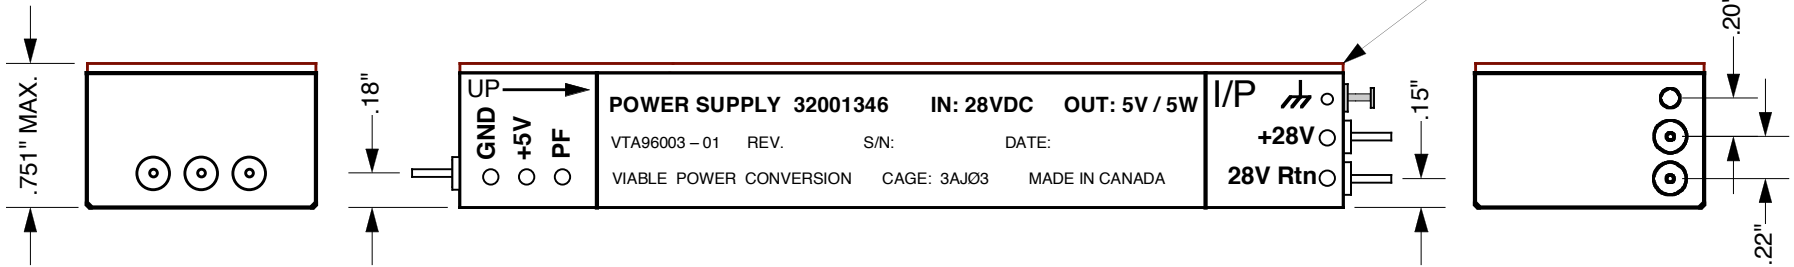 .751" MAX.
.18"
UP
GND
+5V
PF
POWER SUPPLY 32001346 IN: 28VDC OUT: 5V / 5W
VTA96003 – 01 REV. S/N: DATE:
VIABLE POWER CONVERSION CAGE: 3AJØ3 MADE IN CANADA
I/P
+28V
28V Rtn
.15"
.20"
.22"